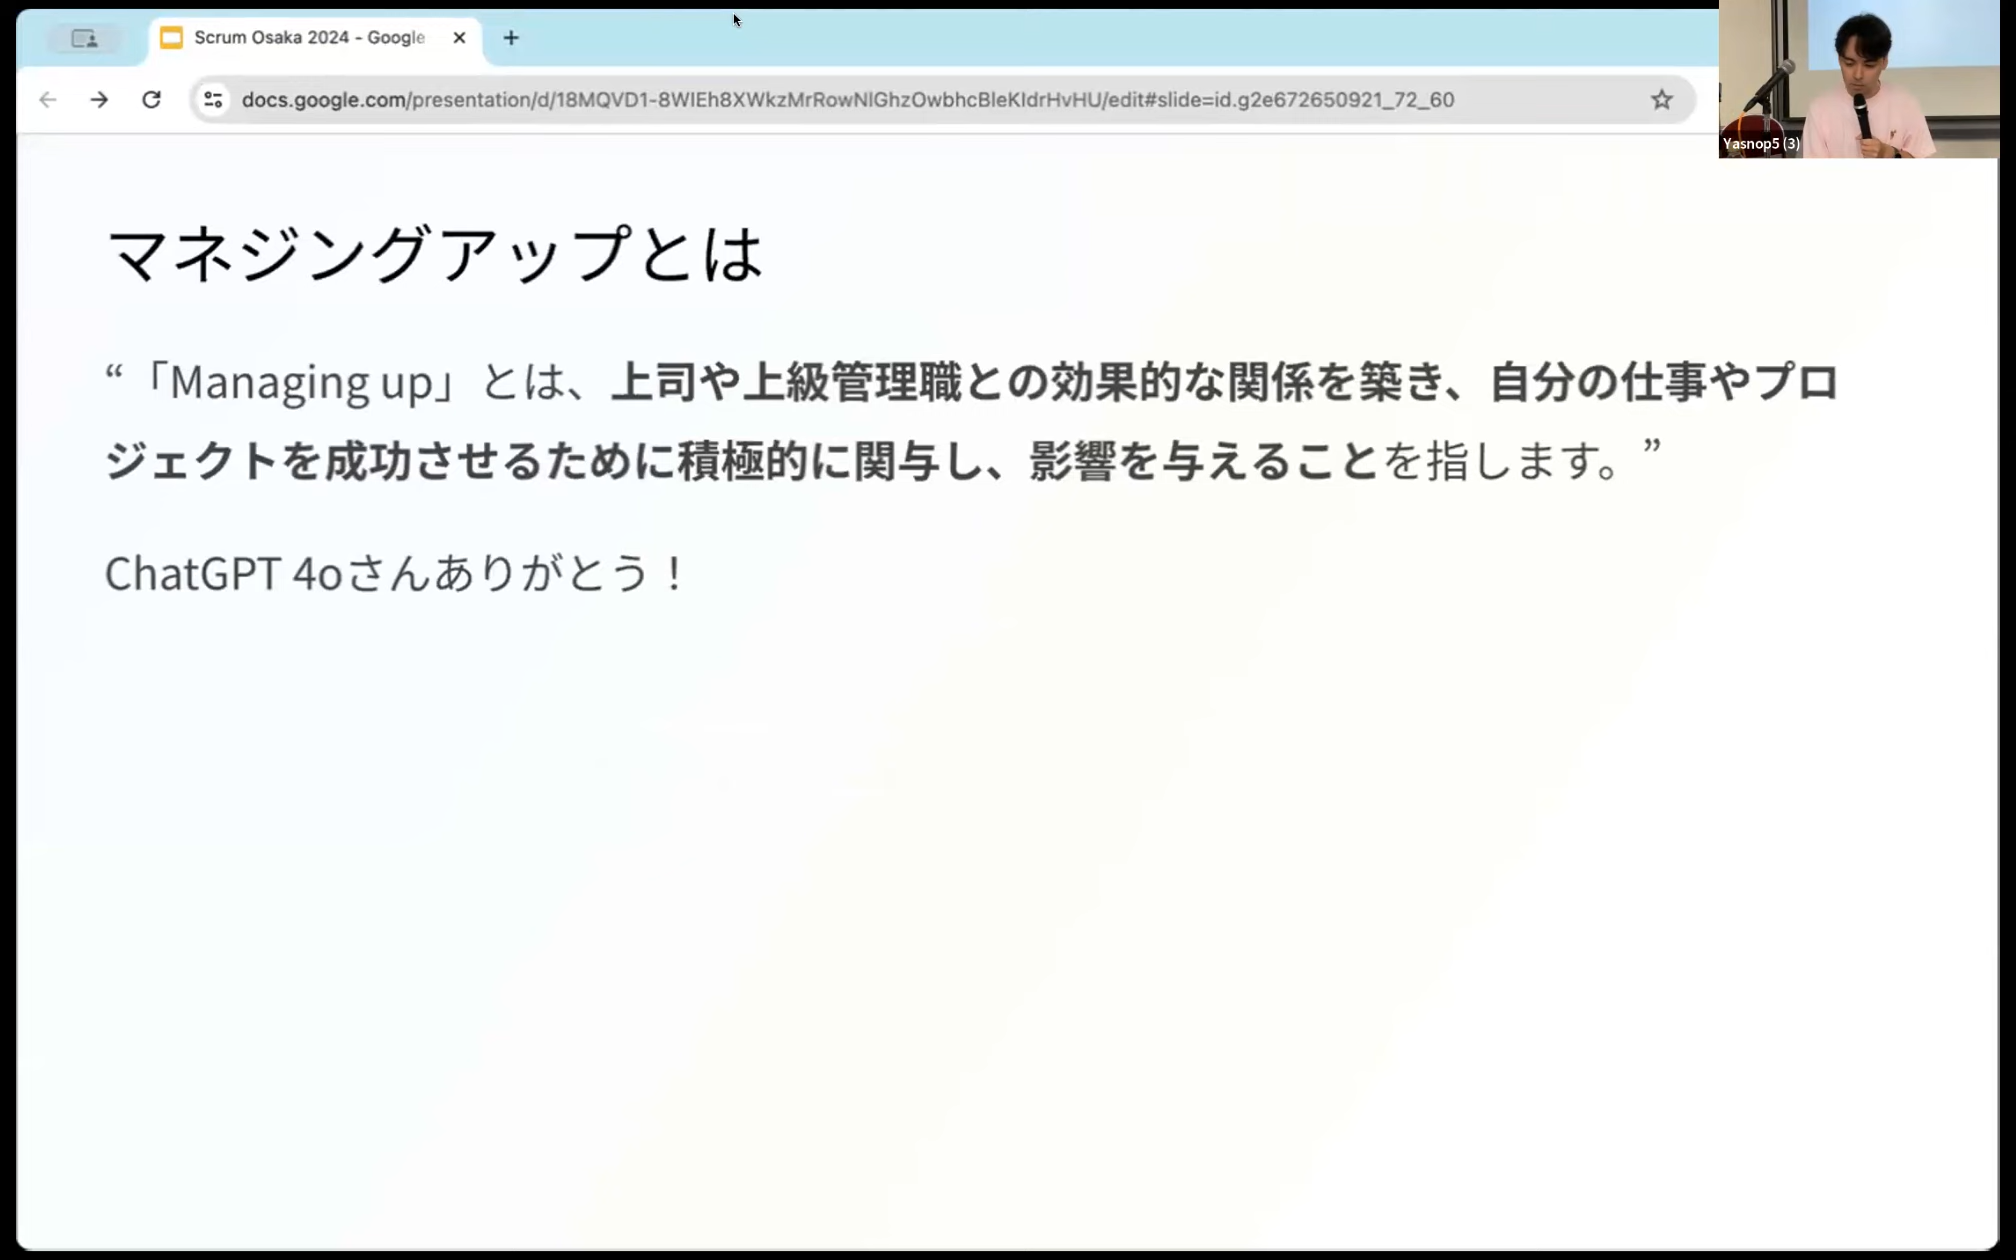 Scrum Osaka 2024 - Google
docs.google.com/presentation/d/18MQVD1-8WIEh8XWkzMrRowNlGhzOwbhcBleKIdrHvHU/edit#slide=id.g2e672650921_72_60
Yasnop5 (3)
マネジングアップとは
“「Managing up」とは、上司や上級管理職との効果的な関係を築き、自分の仕事やプロ
ジェクトを成功させるために積極的に関与し、影響を与えることを指します。”
ChatGPT 4oさんありがとう！